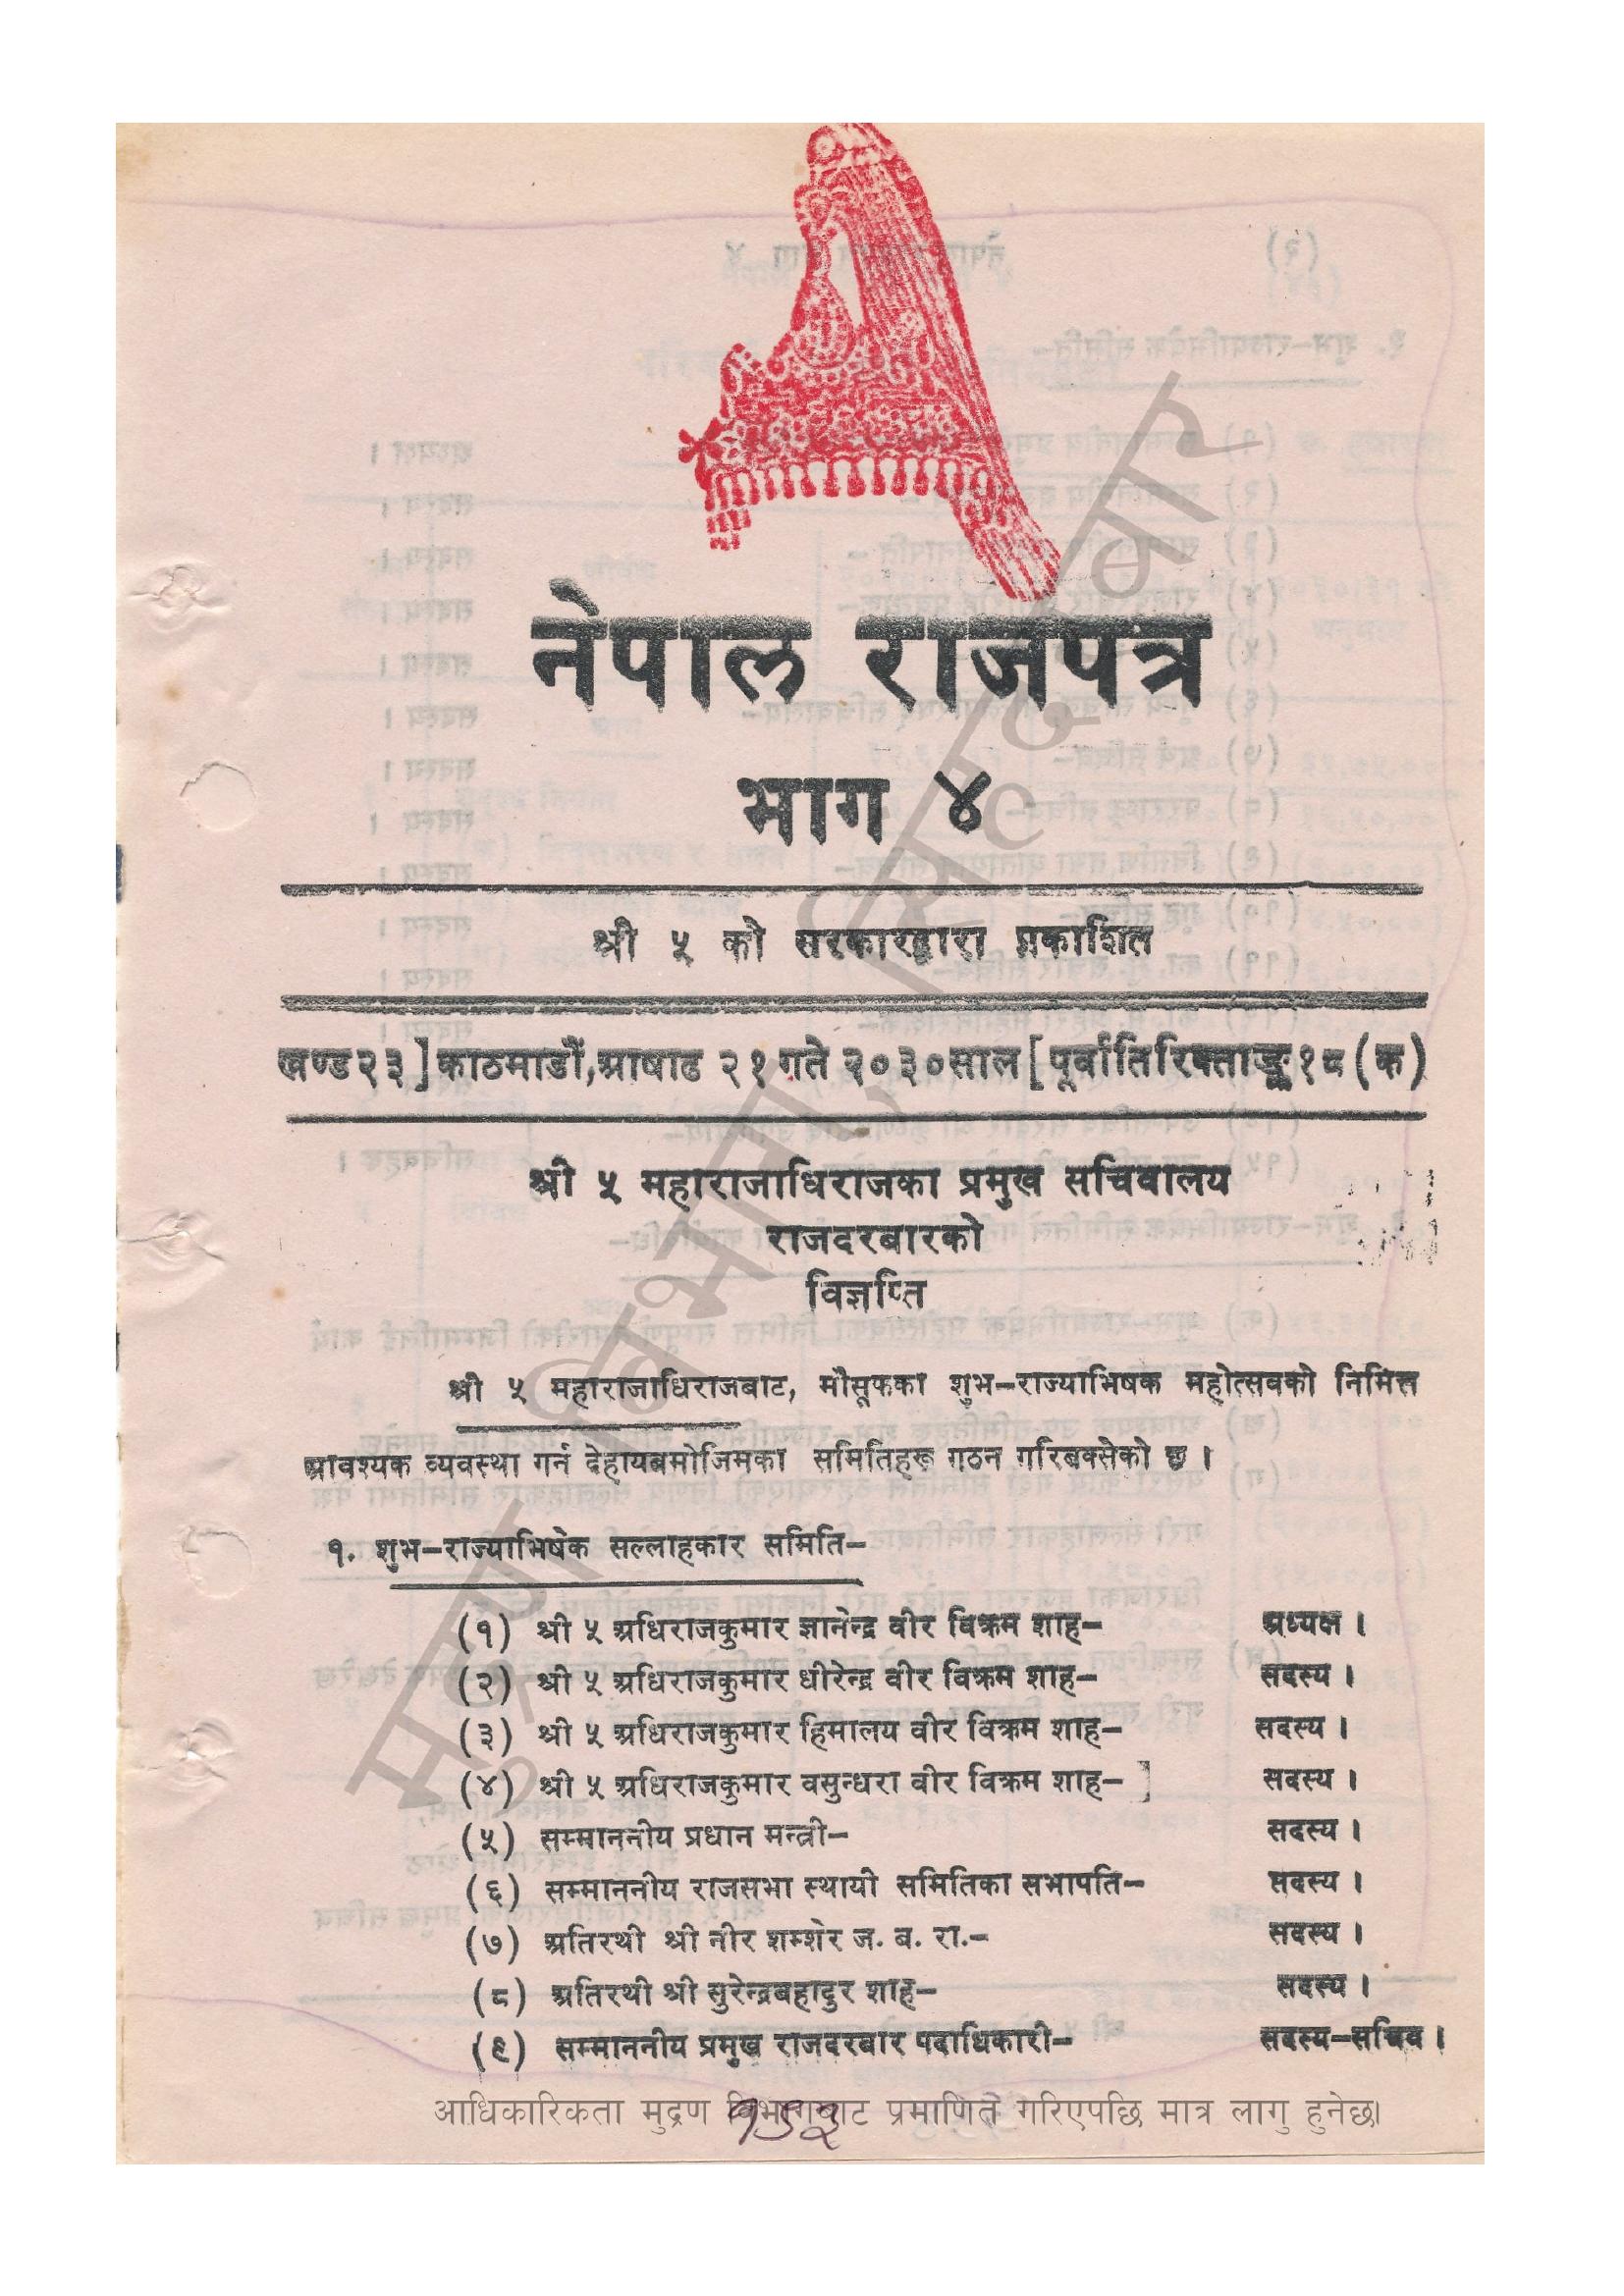 नेपाल राजपत्र
भाग ४
श्री ५ को सरकारद्वारा प्रकाशित
खण्ड २३] काठमाडौं, आषाढ २१ गते २०३० साल [पूर्वातिरिक्ताङ्क १८ (क)
श्री ५ महाराजाधिराजका प्रमुख सचिवालय
राजदरबारको
विज्ञप्ति
श्री ५ महाराजाधिराजबाट, मौसूफका शुभ-राज्याभिषेक महोत्सवको निमित्त
आवश्यक व्यवस्था गर्न देहायबमोजिमका समितिहरू गठन गरिबक्सेको छ ।
१. शुभ-राज्याभिषेक सल्लाहकार समिति-
(१) श्री ५ अधिराजकुमार ज्ञानेन्द्र वीर विक्रम शाह- अध्यक्ष ।
(२) श्री ५ अधिराजकुमार धीरेन्द्र वीर विक्रम शाह- सदस्य ।
(३) श्री ५ अधिराजकुमार हिमालय वीर विक्रम शाह- सदस्य ।
(४) श्री ५ अधिराजकुमार वसुन्धरा वीर विक्रम शाह- सदस्य ।
(५) सम्माननीय प्रधान मन्त्री- सदस्य ।
(६) सम्माननीय राजसभा स्थायी समितिका सभापति- सदस्य ।
(७) अतिरथी श्री नीर शम्शेर ज. ब. रा.- सदस्य ।
(८) अतिरथी श्री सुरेन्द्रबहादुर शाह- सदस्य ।
(९) सम्माननीय प्रमुख राजदरबार पदाधिकारी- सदस्य-सचिव ।
आधिकारिकता मुद्रण विभागबाट प्रमाणित गरिएपछि मात्र लागु हुनेछ।
मुद्रण विभाग, सिंहदरबार